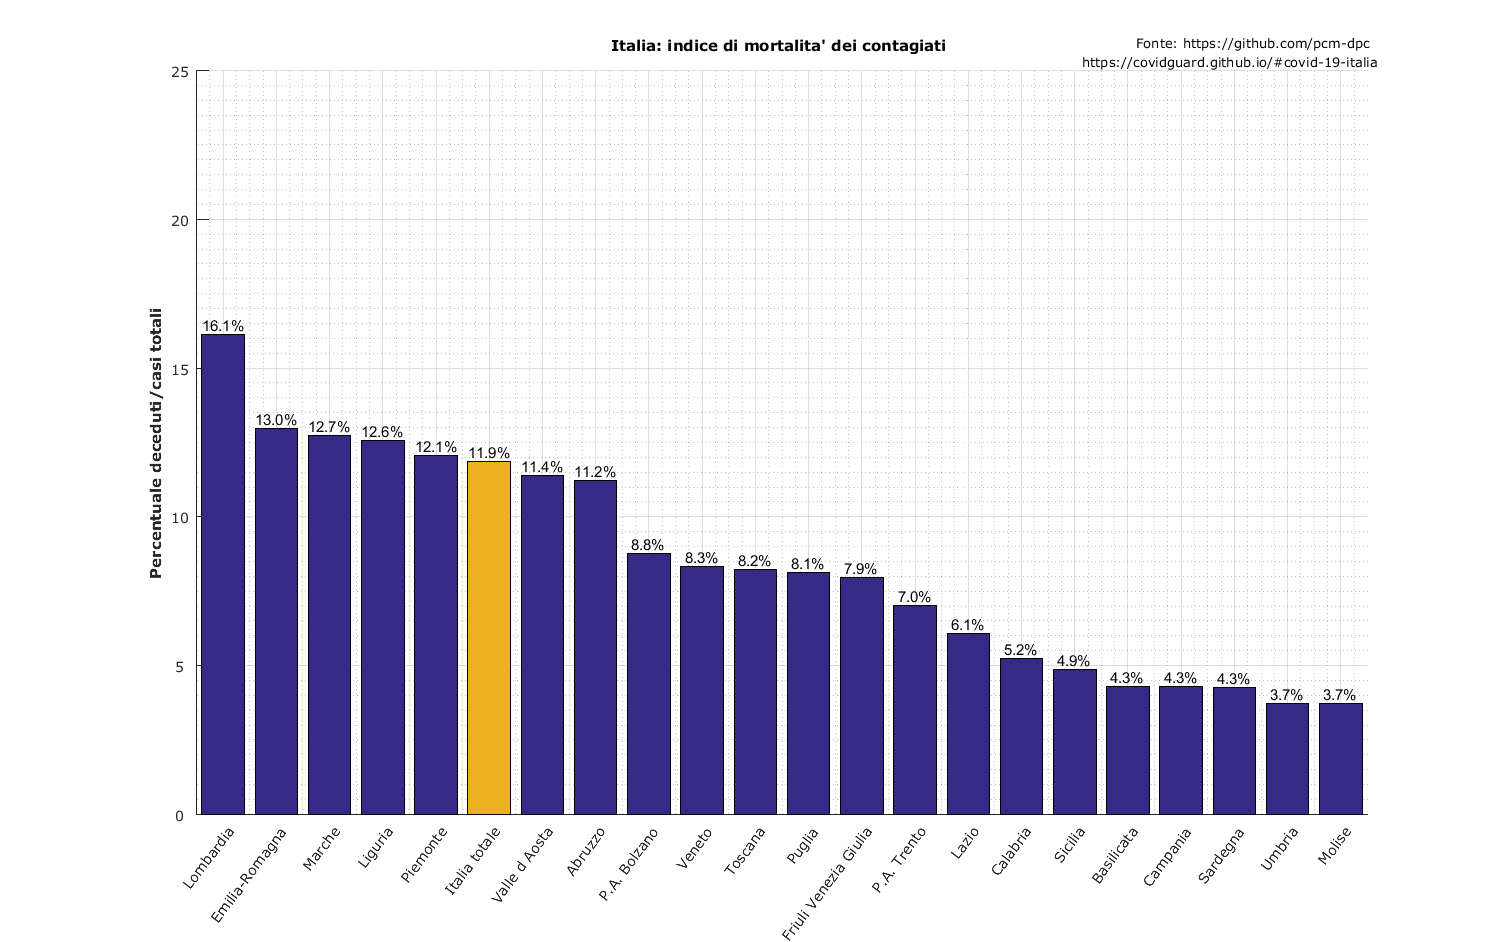 Italia: indice di mortalita' dei contagiati
Fonte: https://github.com/pcm-dpc
https://covidguard.github.io/#covid-19-italia
Percentuale deceduti/casi totali
25
20
15
10
5
0
16.1%
13.0%
12.7%
12.6%
12.1%
11.9%
11.4%
11.2%
8.8%
8.3%
8.2%
8.1%
7.9%
7.0%
6.1%
5.2%
4.9%
4.3%
4.3%
4.3%
3.7%
3.7%
Lombardia
Emilia-Romagna
Marche
Liguria
Piemonte
Italia totale
Valle d Aosta
Abruzzo
P.A. Bolzano
Veneto
Toscana
Puglia
Friuli Venezia Giulia
P.A. Trento
Lazio
Calabria
Sicilia
Basilicata
Campania
Sardegna
Umbria
Molise